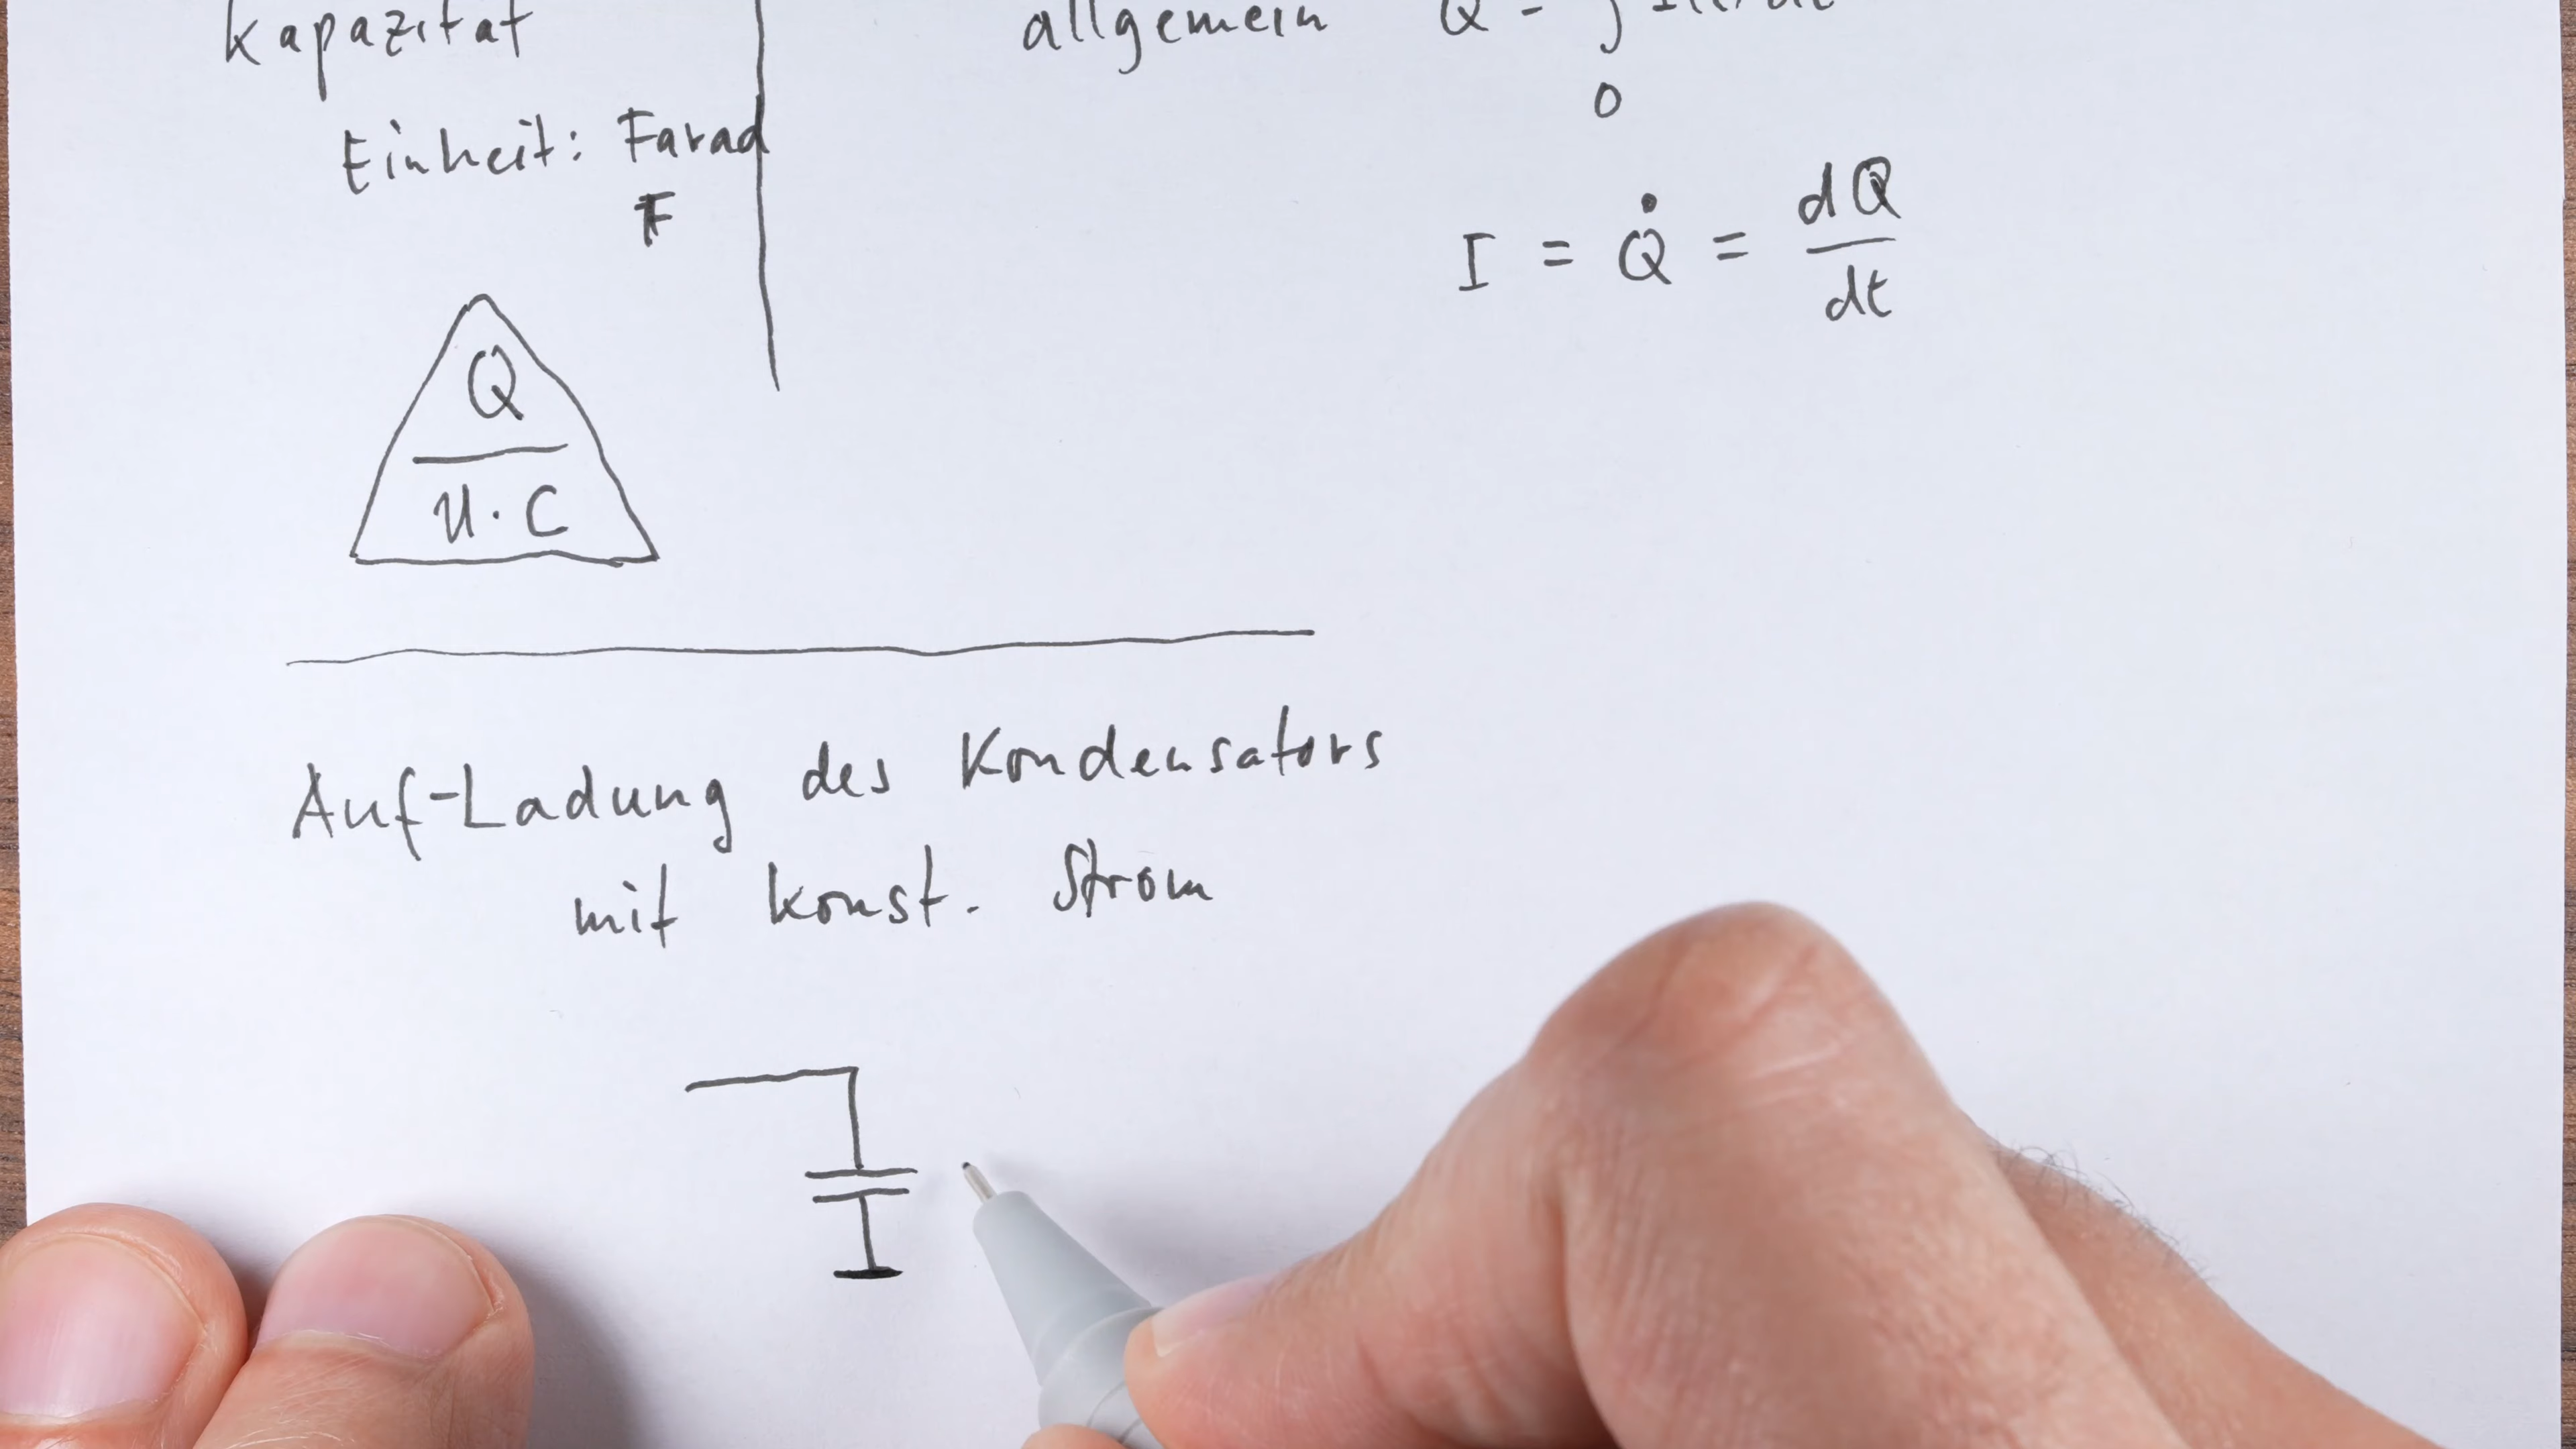 kapazität
Einheit: Farad
F
Q
U · C
allgemein Q =
0
I = Q̇ = dQ
dt
Auf-Ladung des Kondensators
mit konst. Strom